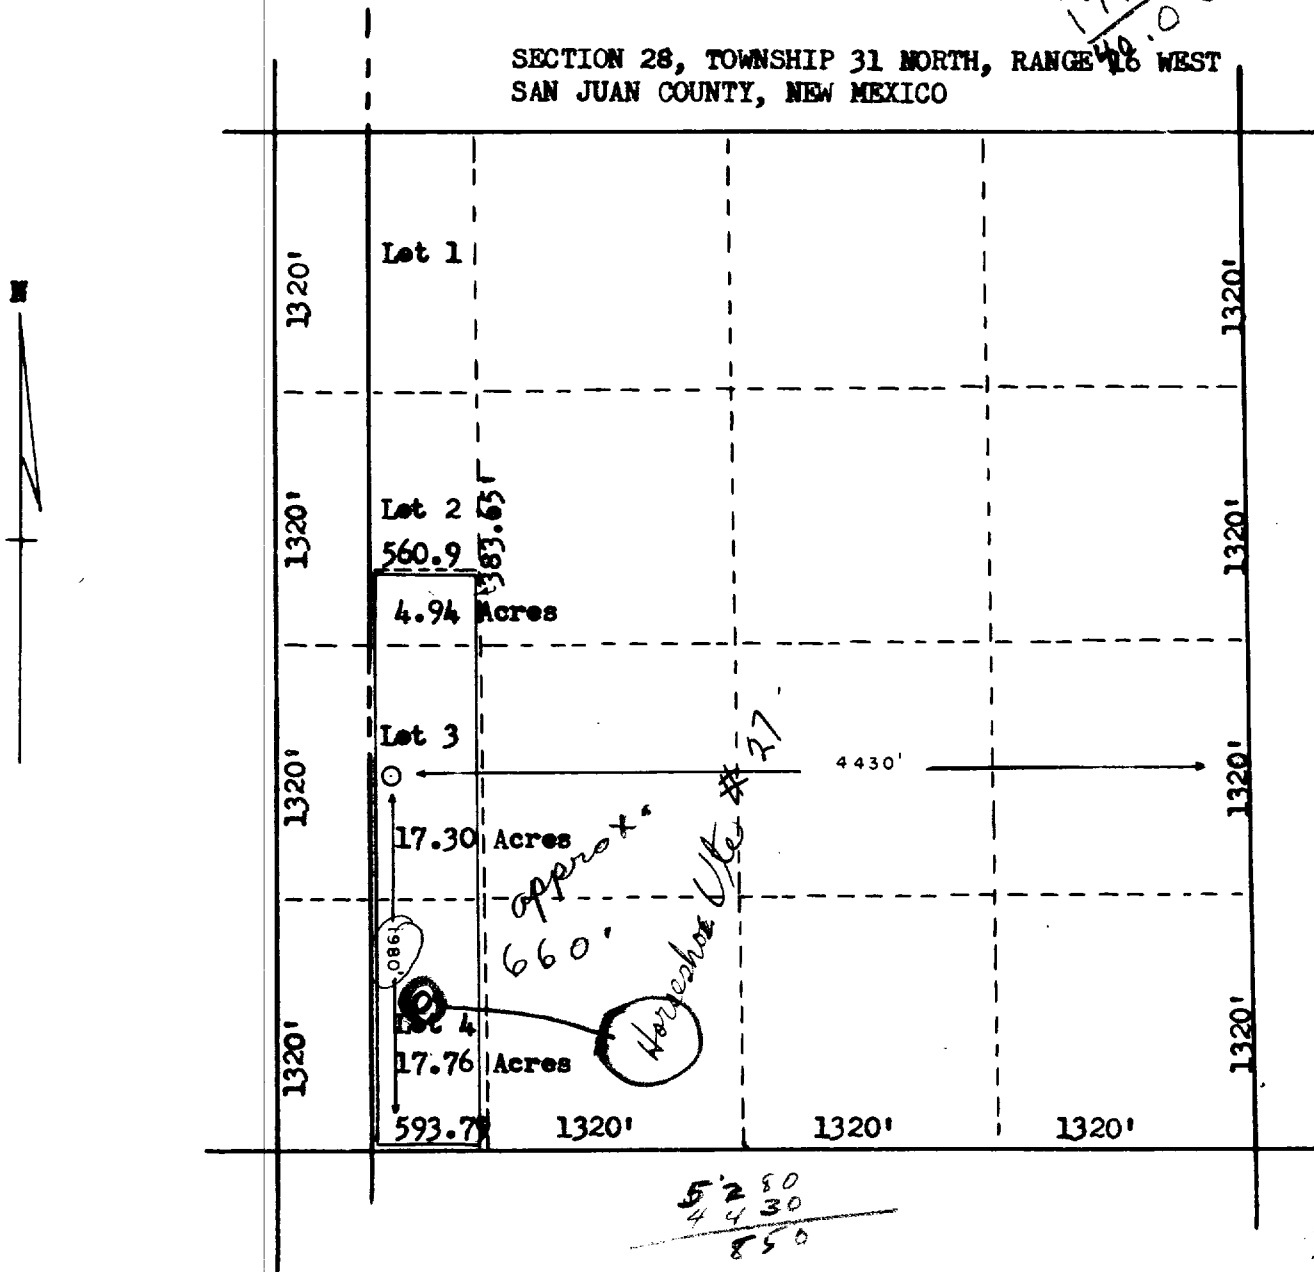 SECTION 28, TOWNSHIP 31 NORTH, RANGE 16 WEST
SAN JUAN COUNTY, NEW MEXICO
N
Lot 1
1320'
1320'
Lot 2
560.9
383.65'
1320'
1320'
4.94 Acres
Lot 3
4430'
1320'
1320'
17.30 Acres
approx.
660'
Horseshoe Ute # 27
1980'
Lot 4
17.76 Acres
1320'
1320'
593.7
1320'
1320'
1320'
5280
4430
850